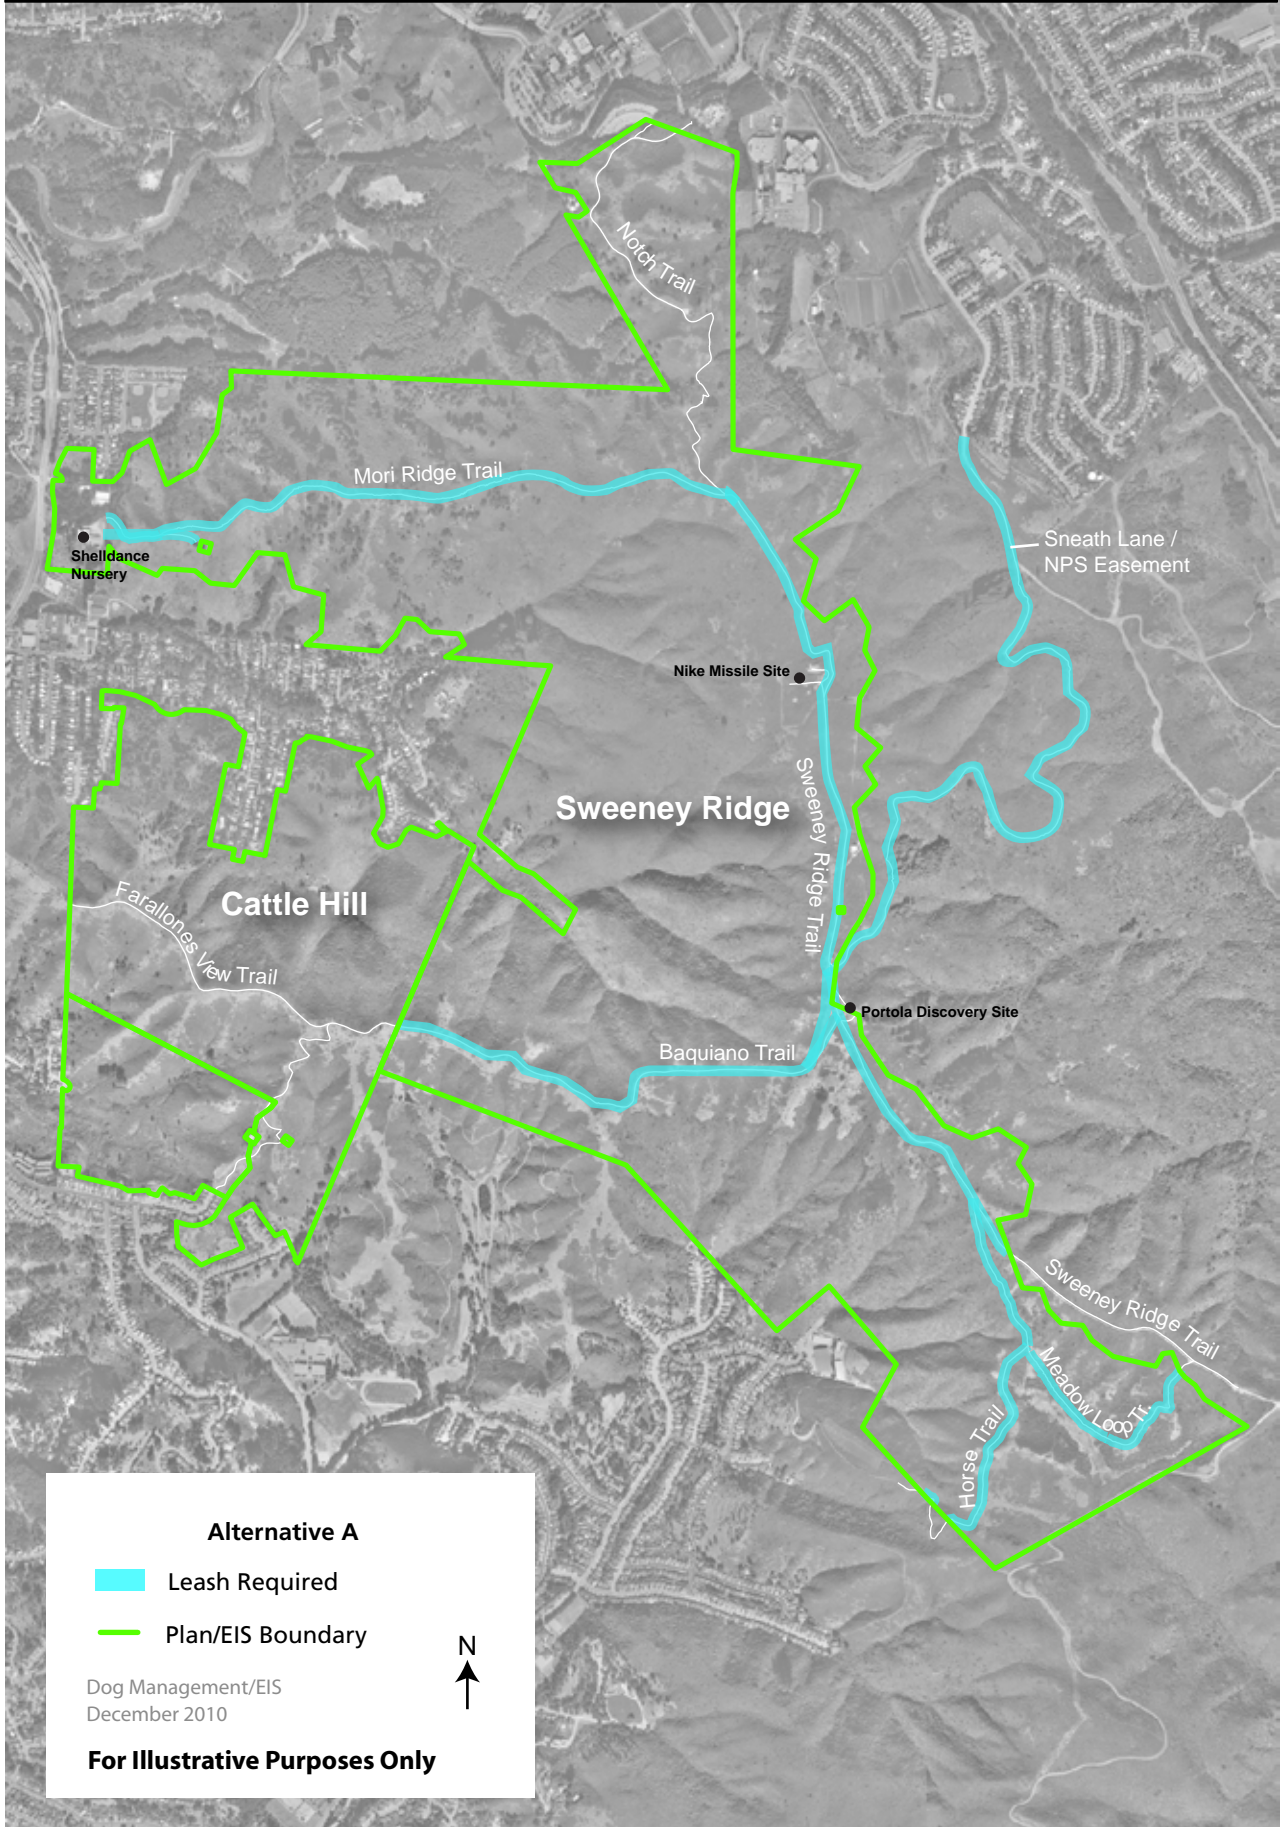 Notch Trail
Mori Ridge Trail
Shelldance
Nursery
Sneath Lane /
NPS Easement
Nike Missile Site
Sweeney Ridge
Sweeney Ridge Trail
Cattle Hill
Farallones View Trail
Portola Discovery Site
Baquiano Trail
Sweeney Ridge Trail
Meadow Loop Tr.
Horse Trail
Alternative A
Leash Required
Plan/EIS Boundary
N
Dog Management/EIS
December 2010
For Illustrative Purposes Only